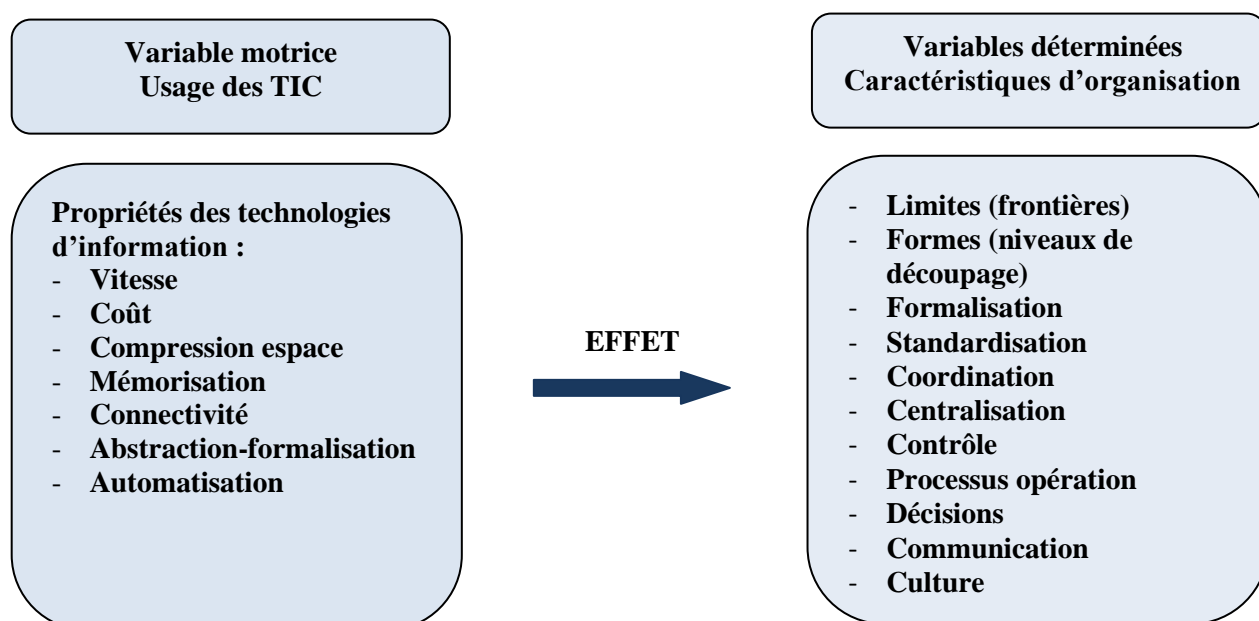 Variable motrice
Usage des TIC
Propriétés des technologies
d’information :
- Vitesse
- Coût
- Compression espace
- Mémorisation
- Connectivité
- Abstraction-formalisation
- Automatisation
EFFET
Variables déterminées
Caractéristiques d’organisation
- Limites (frontières)
- Formes (niveaux de
découpage)
- Formalisation
- Standardisation
- Coordination
- Centralisation
- Contrôle
- Processus opération
- Décisions
- Communication
- Culture